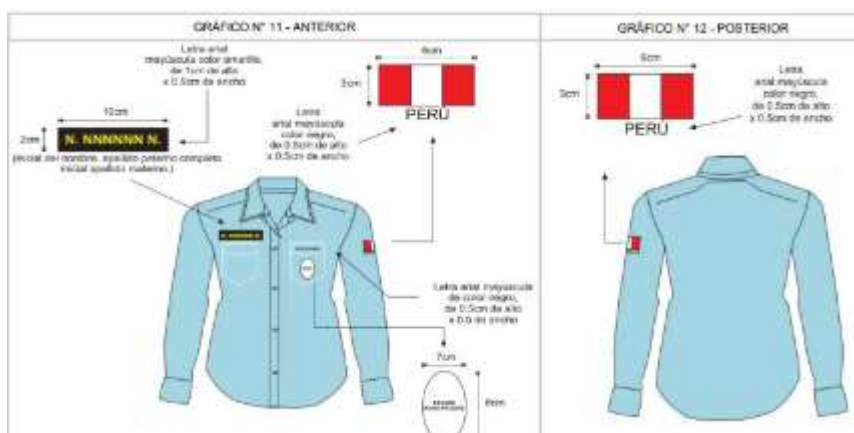 GRÁFICO N° 11 - ANTERIOR
Letra arial
mayúscula color amarillo,
de 1cm de alto
x 0.5cm de ancho
10cm
2cm
N. NNNNNN N.
(Inicial del nombre, apellido paterno completo
inicial apellido materno.)
6cm
3cm
PERU
Letra
arial mayúscula
color negro,
de 0.5cm de alto
x 0.5cm de ancho
Letra arial mayúscula
de color negro,
de 0.5cm de alto
x 0.5 de ancho
7cm
GRÁFICO N° 12 - POSTERIOR
3cm
PERU
Letra
arial mayúscula
color negro,
de 0.5cm de alto
x 0.5cm de ancho